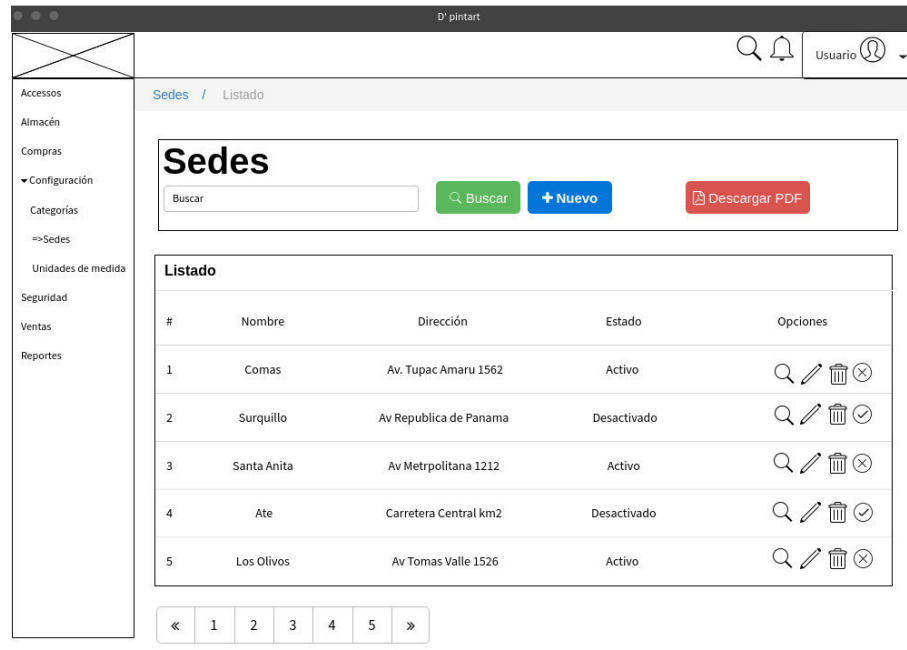 D' pintart
Usuario
Accessos
Almacén
Compras
Configuración
Categorías
=>Sedes
Unidades de medida
Seguridad
Ventas
Reportes
Sedes / Listado
Sedes
Buscar Buscar Nuevo Descargar PDF
Listado
# Nombre Dirección Estado Opciones
1 Comas Av. Tupac Amaru 1562 Activo
2 Surquillo Av Republica de Panama Desactivado
3 Santa Anita Av Metrpolitana 1212 Activo
4 Ate Carretera Central km2 Desactivado
5 Los Olivos Av Tomas Valle 1526 Activo
« 1 2 3 4 5 »